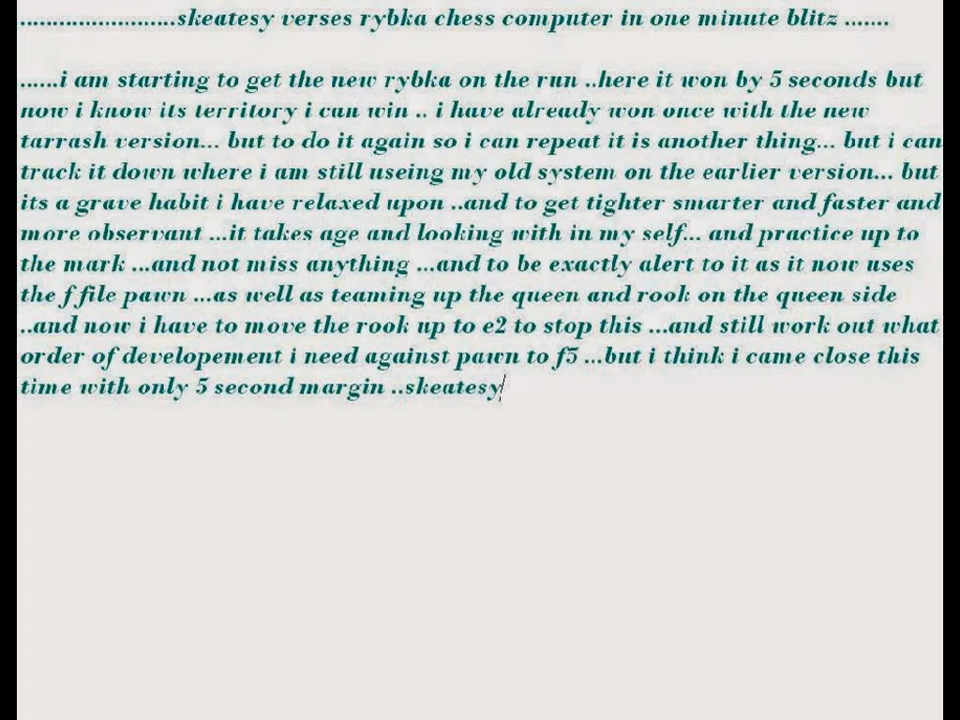 ........................skeatesy verses rybka chess computer in one minute blitz .......
......i am starting to get the new rybka on the run ..here it won by 5 seconds but
now i know its territory i can win .. i have already won once with the new
tarrash version... but to do it again so i can repeat it is another thing... but i can
track it down where i am still useing my old system on the earlier version... but
its a grave habit i have relaxed upon ..and to get tighter smarter and faster and
more observant ...it takes age and looking with in my self... and practice up to
the mark ...and not miss anything ...and to be exactly alert to it as it now uses
the f file pawn ...as well as teaming up the queen and rook on the queen side
..and now i have to move the rook up to e2 to stop this ...and still work out what
order of developement i need against pawn to f5 ...but i think i came close this
time with only 5 second margin ..skeatesy